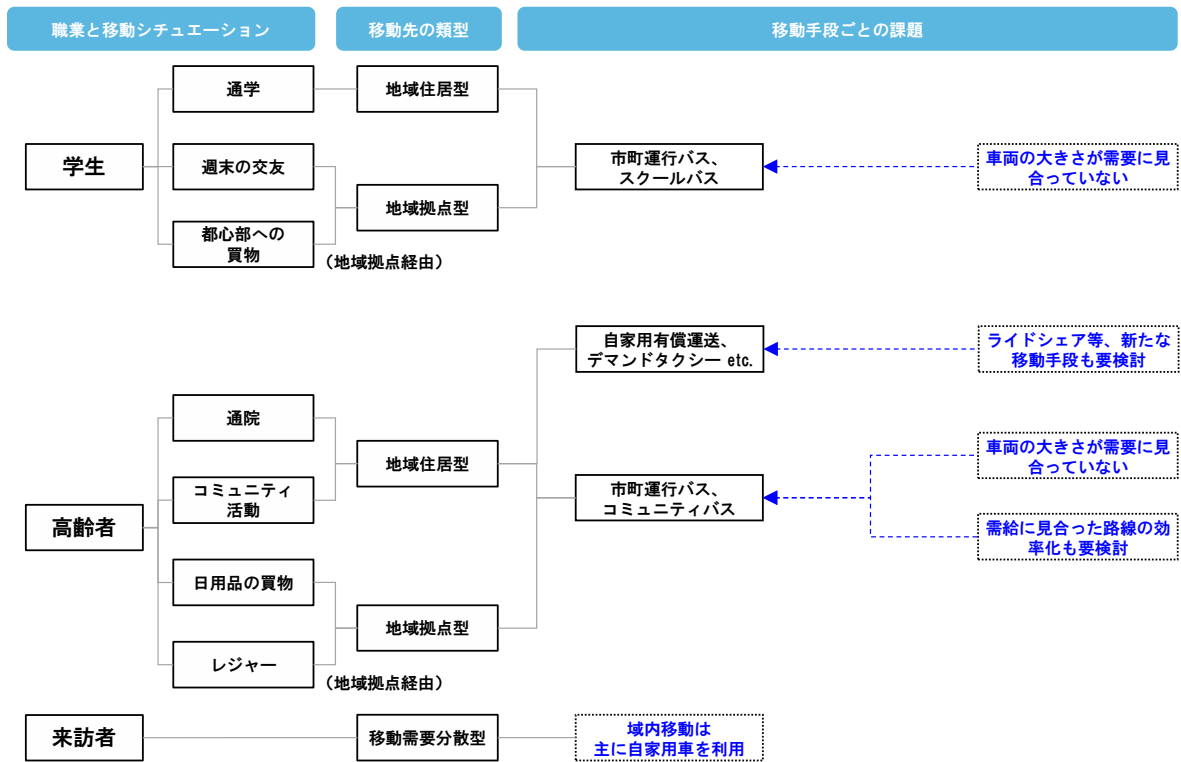 職業と移動シチュエーション
移動先の類型
移動手段ごとの課題
学生
通学
週末の交友
都心部への
買物
（地域拠点経由）
地域住居型
地域拠点型
市町運行バス、
スクールバス
車両の大きさが需要に見
合っていない
高齢者
通院
コミュニティ
活動
日用品の買物
レジャー
（地域拠点経由）
地域住居型
地域拠点型
自家用有償運送、
デマンドタクシー etc.
ライドシェア等、新たな
移動手段も要検討
市町運行バス、
コミュニティバス
車両の大きさが需要に見
合っていない
需給に見合った路線の効
率化も要検討
来訪者
移動需要分散型
域内移動は
主に自家用車を利用